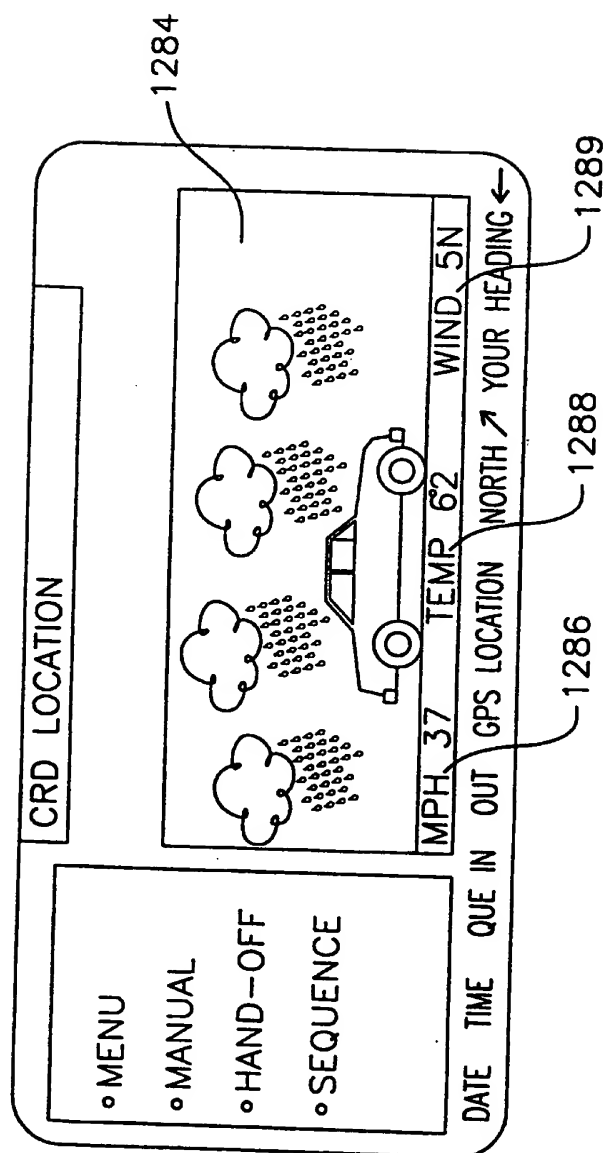 CRD LOCATION
•MENU
•MANUAL
•HAND-OFF
•SEQUENCE
MPH 37 TEMP 62 WIND 5N
DATE TIME QUE IN OUT GPS LOCATION NORTH ↗ YOUR HEADING ←
1284
1286
1288
1289